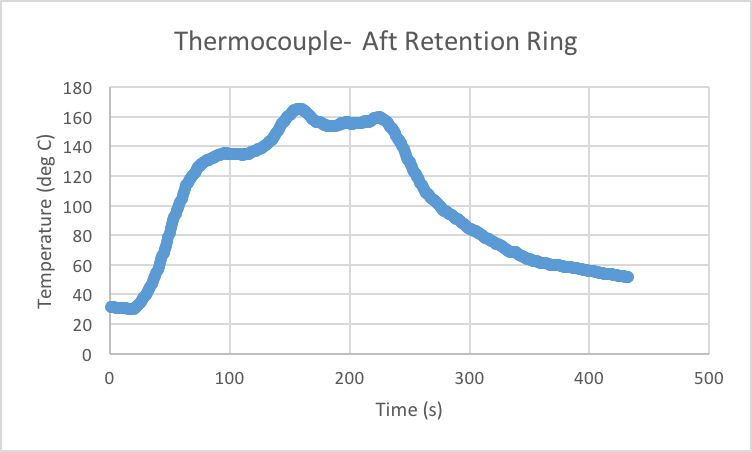 Thermocouple- Aft Retention Ring
180
160
140
120
100
80
60
40
20
0
Temperature (deg C)
0 100 200 300 400 500
Time (s)